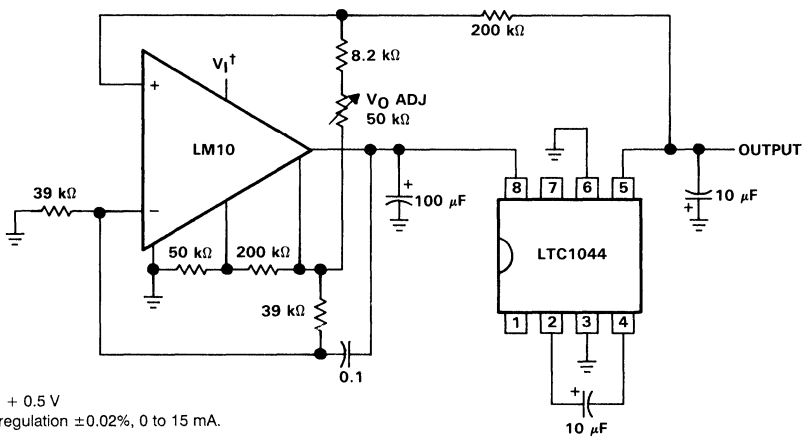 200 kΩ
8.2 kΩ
VI†
VO ADJ
50 kΩ
+
LM10
OUTPUT
39 kΩ
−
+
100 μF
8 7 6 5
10 μF
+
50 kΩ
200 kΩ
LTC1044
39 kΩ
1 2 3 4
0.1
+ 0.5 V
regulation ±0.02%, 0 to 15 mA.
+
10 μF